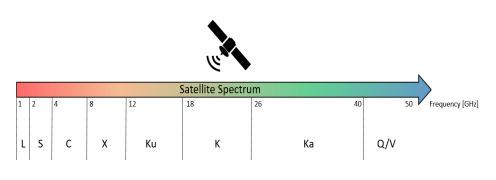 Satellite Spectrum
1 2 4 8 12 18 26 40 50 Frequency [GHz]
L S C X Ku K Ka Q/V